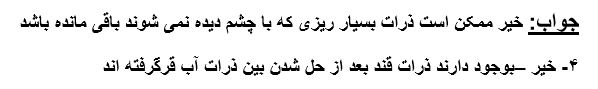 جواب: خیر ممکن است ذرات بسیار ریزی که با چشم دیده نمی شوند باقی مانده باشد
۴- خیر –بوجود دارند ذرات قند بعد از حل شدن بین ذرات آب قرگرفته اند